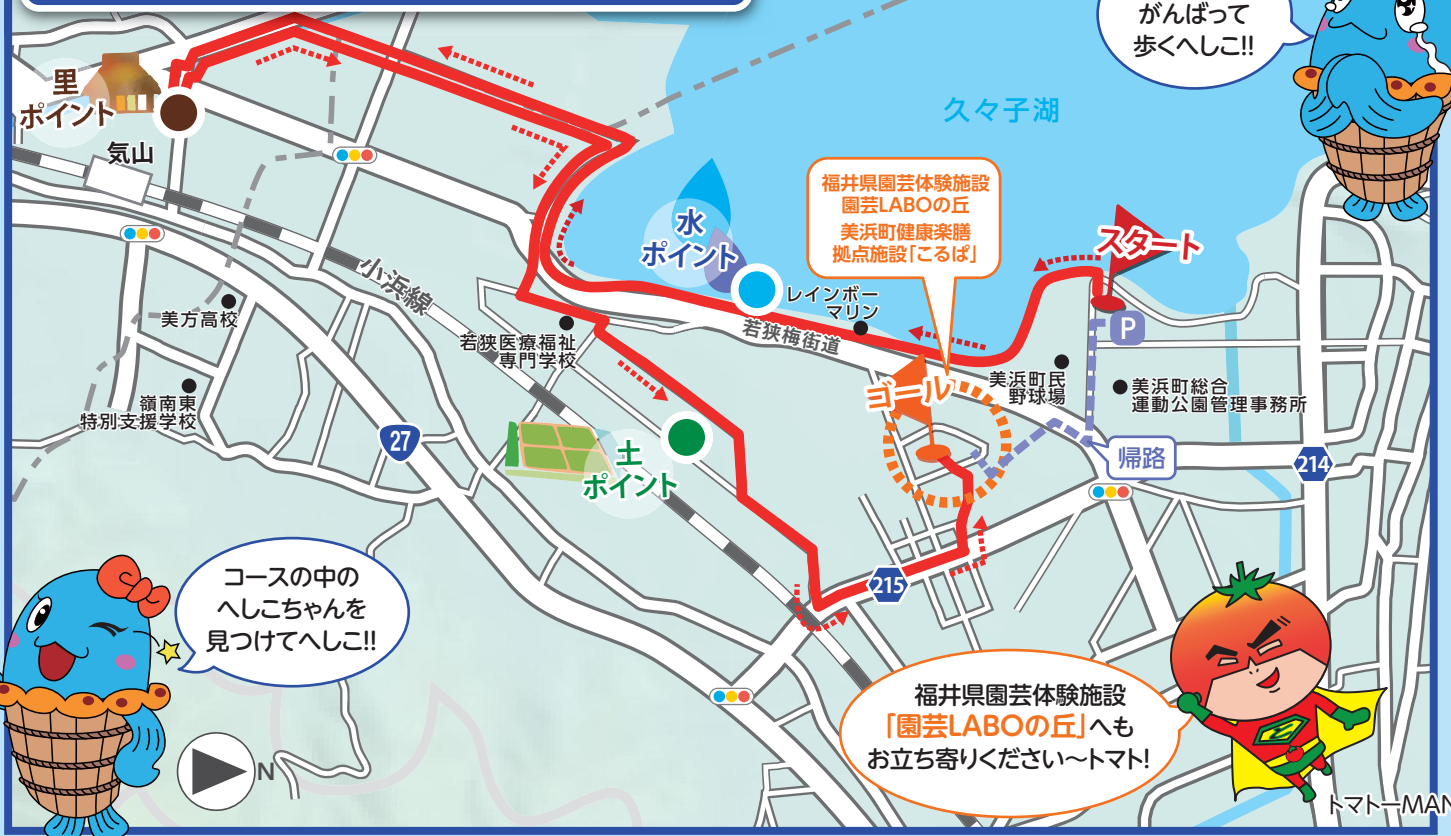 がんばって
歩くへしこ!!
里
ポイント
気山
久々子湖
福井県園芸体験施設
園芸LABOの丘
美浜町健康楽膳
拠点施設「こるぱ」
水
ポイント
スタート
レインボー
マリン
P
小浜線
美方高校
若狭医療福祉
専門学校
若狭梅街道
ゴール
美浜町民
野球場
美浜町総合
運動公園管理事務所
嶺南東
特別支援学校
27
土
ポイント
帰路
214
215
コースの中の
へしこちゃんを
見つけてへしこ!!
福井県園芸体験施設
「園芸LABOの丘」へも
お立ち寄りください～トマト!
N
トマトーMAN